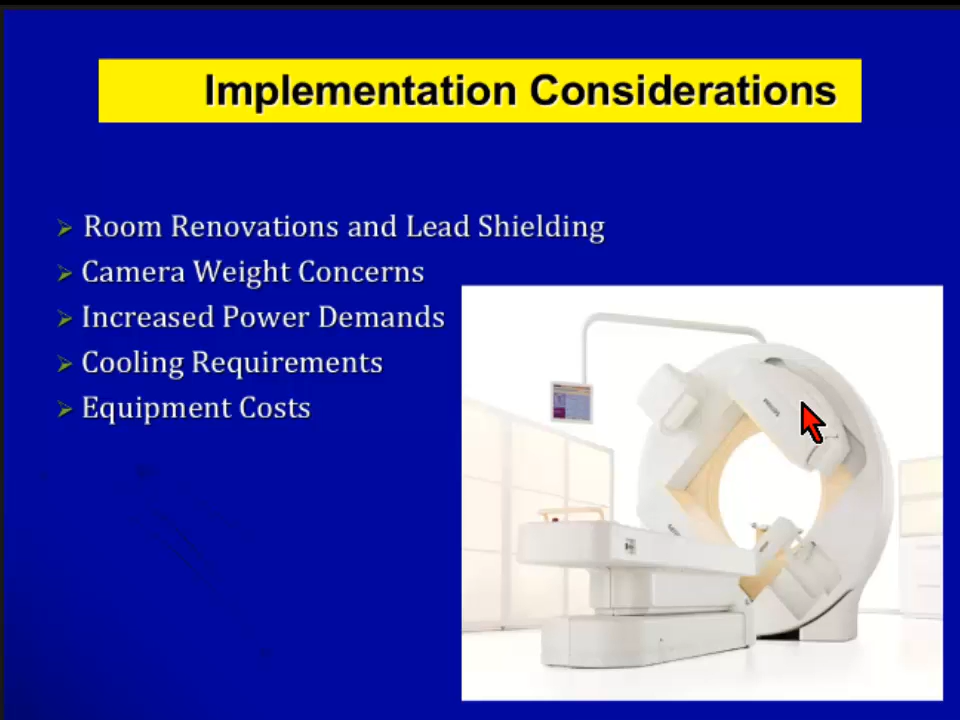 Implementation Considerations
Room Renovations and Lead Shielding
Camera Weight Concerns
Increased Power Demands
Cooling Requirements
Equipment Costs